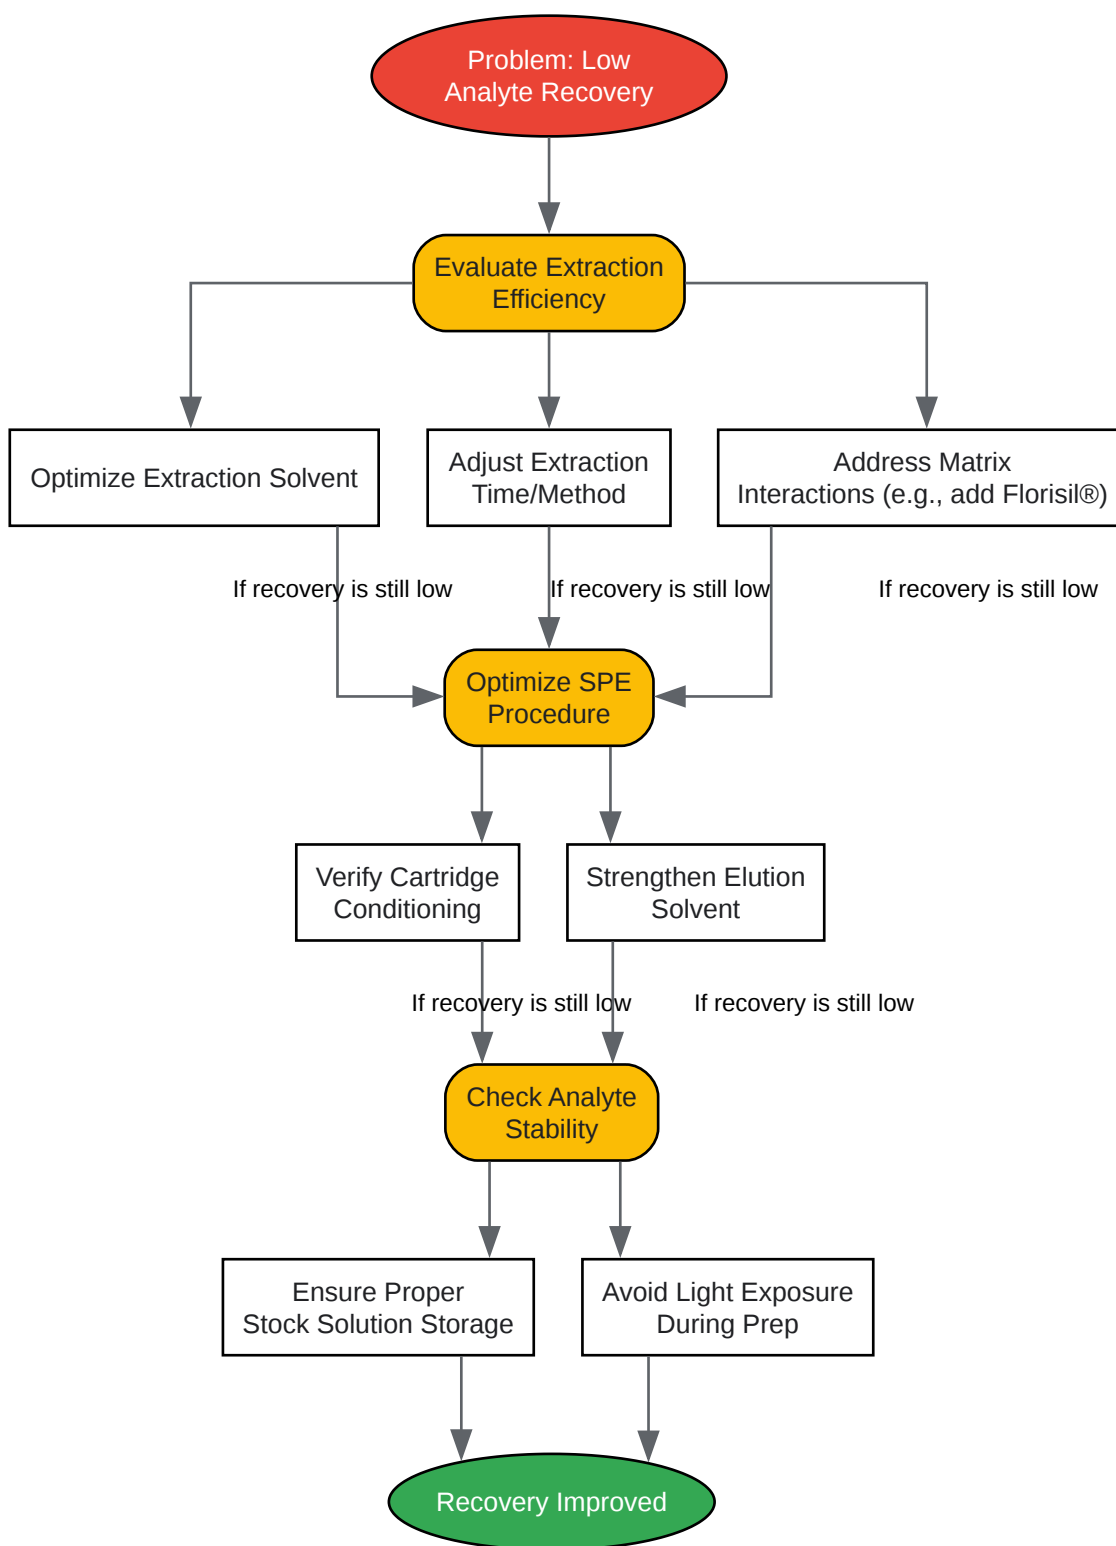 Problem: Low
Analyte Recovery
Evaluate Extraction
Efficiency
Optimize Extraction Solvent
Adjust Extraction
Time/Method
Address Matrix
Interactions (e.g., add Florisil®)
If recovery is still low
If recovery is still low
If recovery is still low
Optimize SPE
Procedure
Verify Cartridge
Conditioning
Strengthen Elution
Solvent
If recovery is still low
If recovery is still low
Check Analyte
Stability
Ensure Proper
Stock Solution Storage
Avoid Light Exposure
During Prep
Recovery Improved